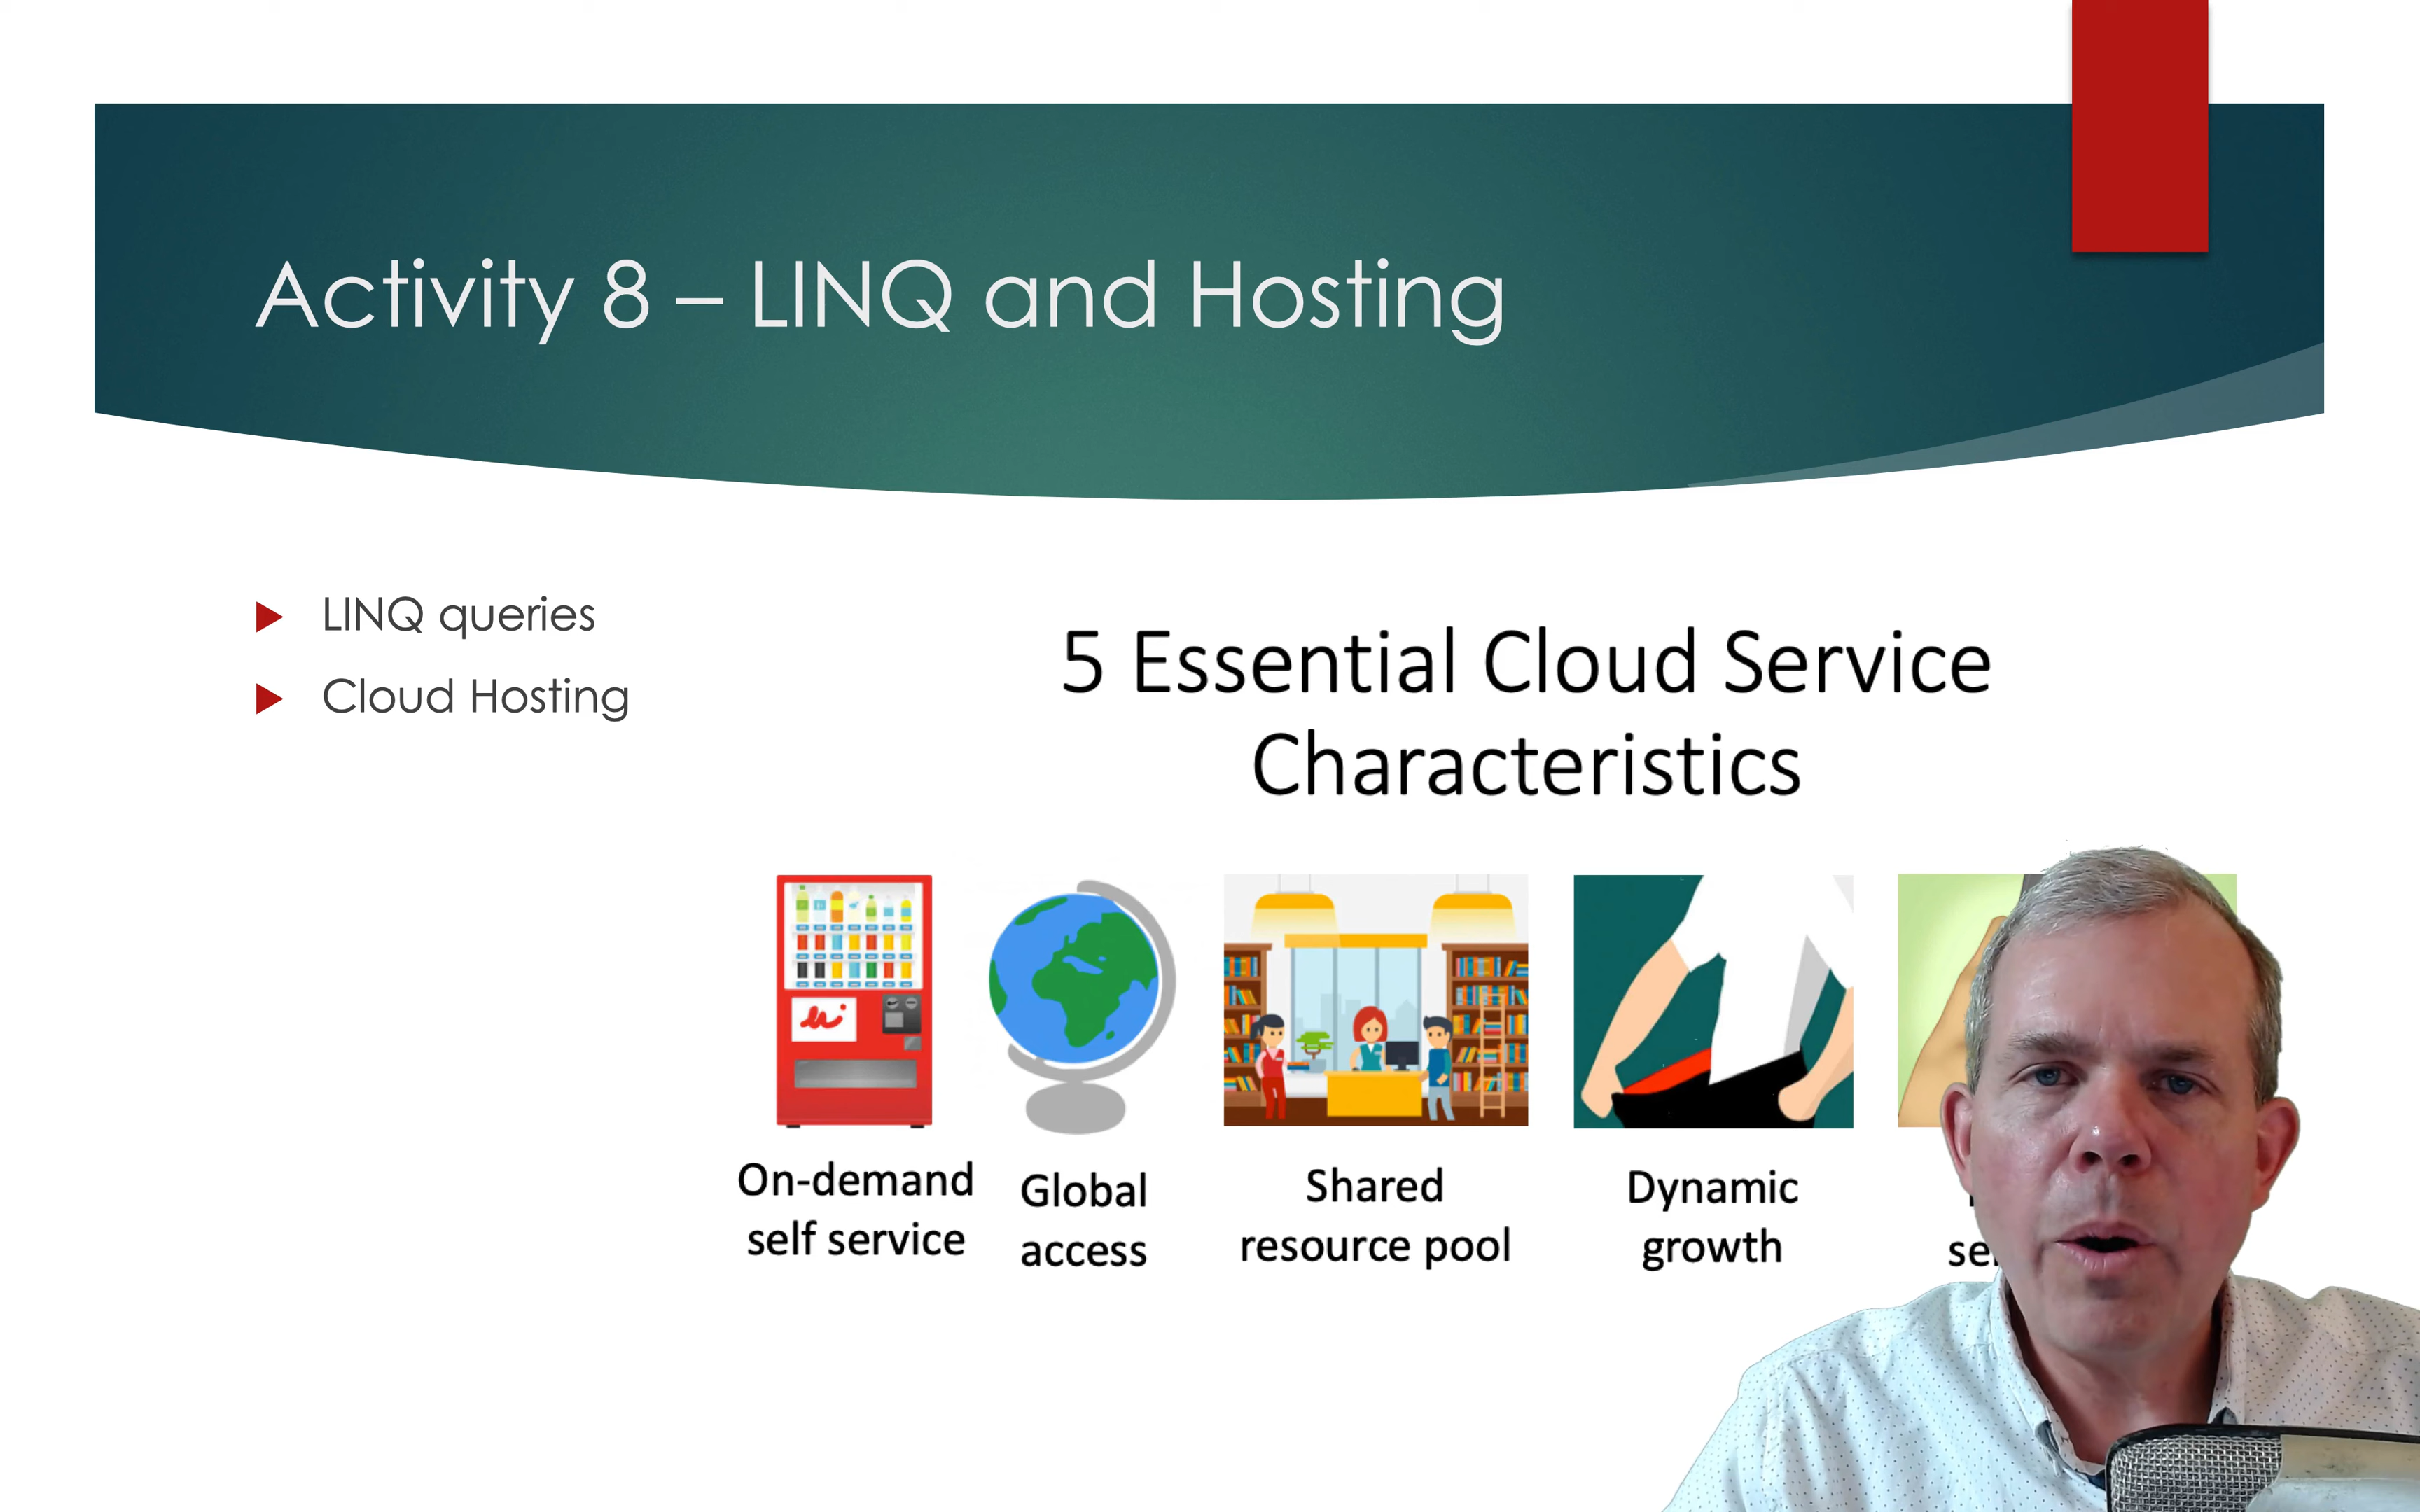 Activity 8 – LINQ and Hosting
LINQ queries
Cloud Hosting
5 Essential Cloud Service
Characteristics
On-demand
self service
Global
access
Shared
resource pool
Dynamic
growth